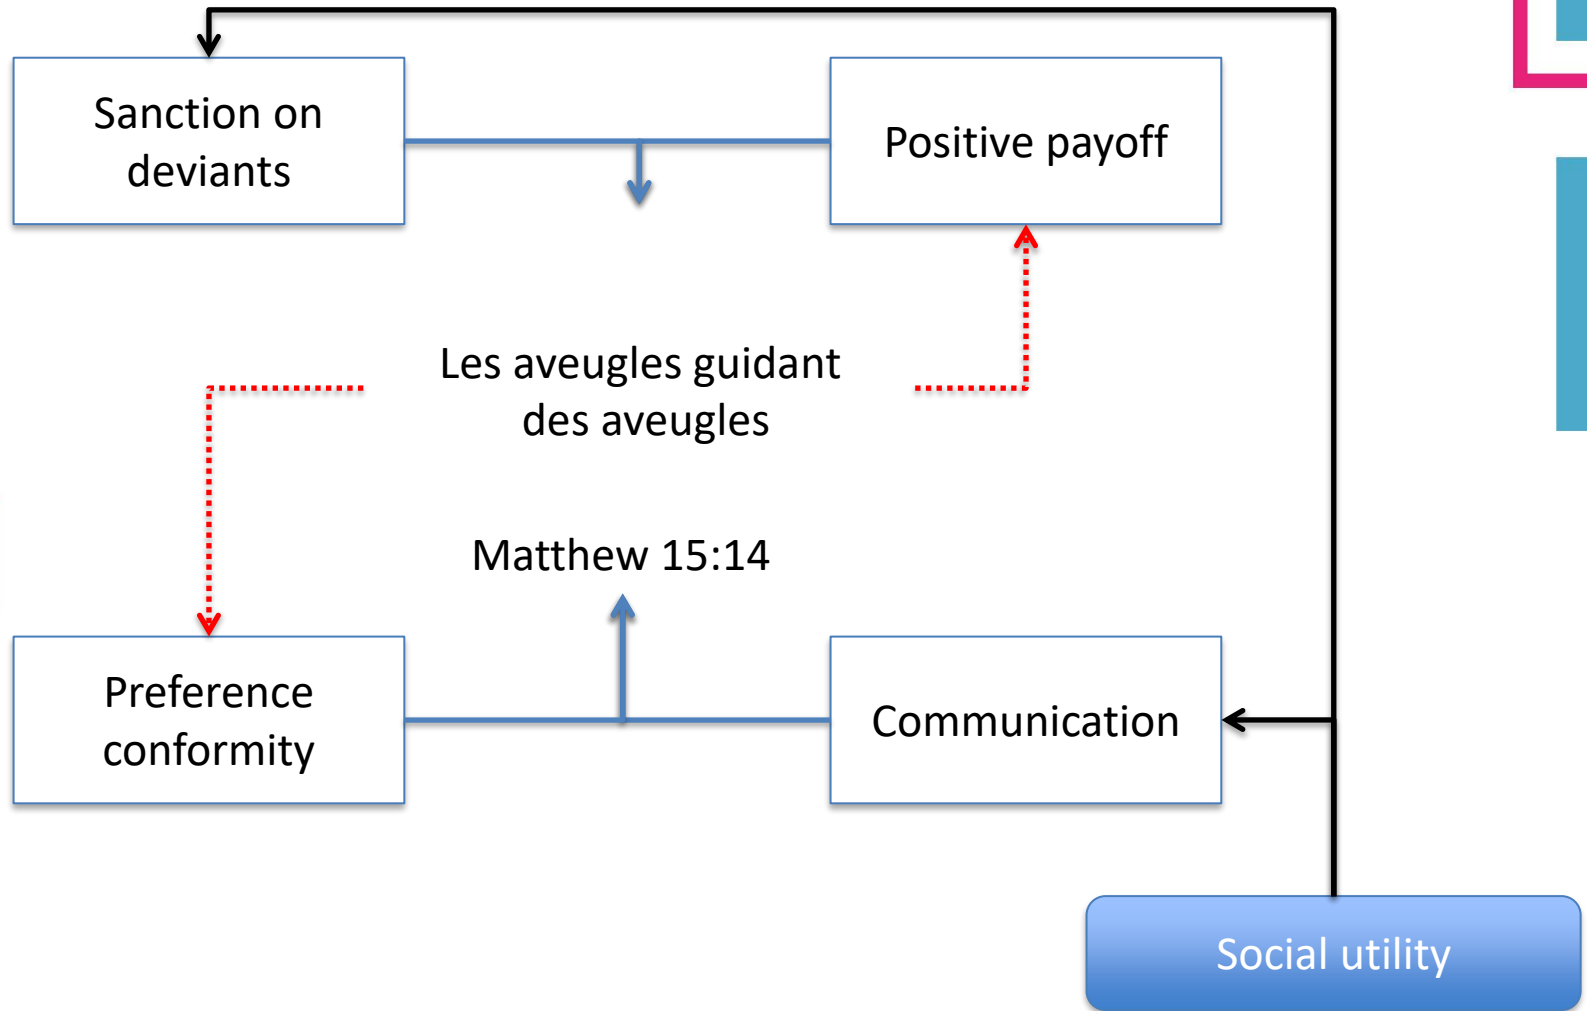 Sanction on
deviants
Positive payoff
Les aveugles guidant
des aveugles
Matthew 15:14
Preference
conformity
Communication
Social utility